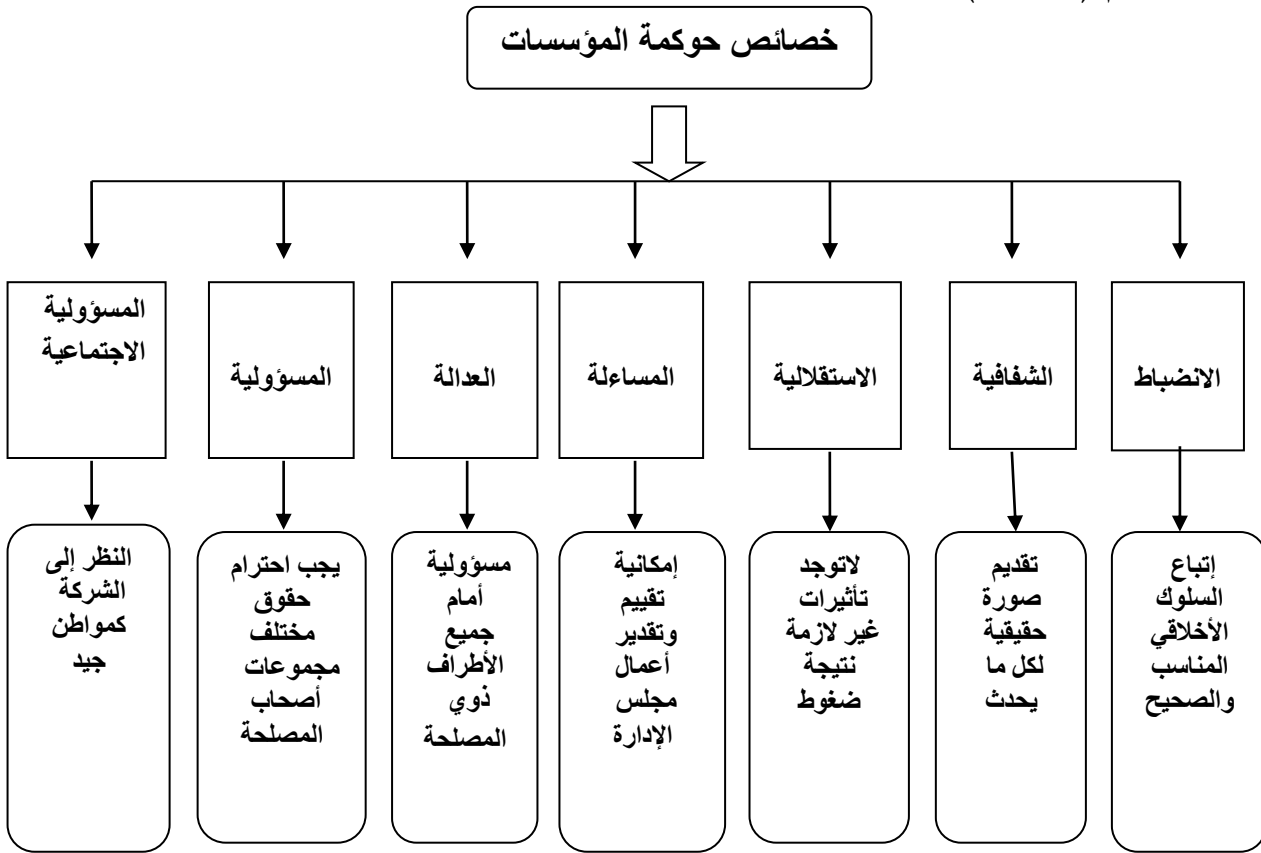 خصائص حوكمة المؤسسات
الانضباط
الشفافية
الاستقلالية
المساءلة
العدالة
المسؤولية
المسؤولية
الاجتماعية
إتباع
السلوك
الأخلاقي
المناسب
والصحيح
تقديم
صورة
حقيقية
لكل ما
يحدث
لاتوجد
تأثيرات
غير لازمة
نتيجة
ضغوط
إمكانية
تقييم
وتقدير
أعمال
مجلس
الإدارة
مسؤولية
أمام
جميع
الأطراف
ذوي
المصلحة
يجب احترام
حقوق
مختلف
مجموعات
أصحاب
المصلحة
النظر إلى
الشركة
كمواطن
جيد